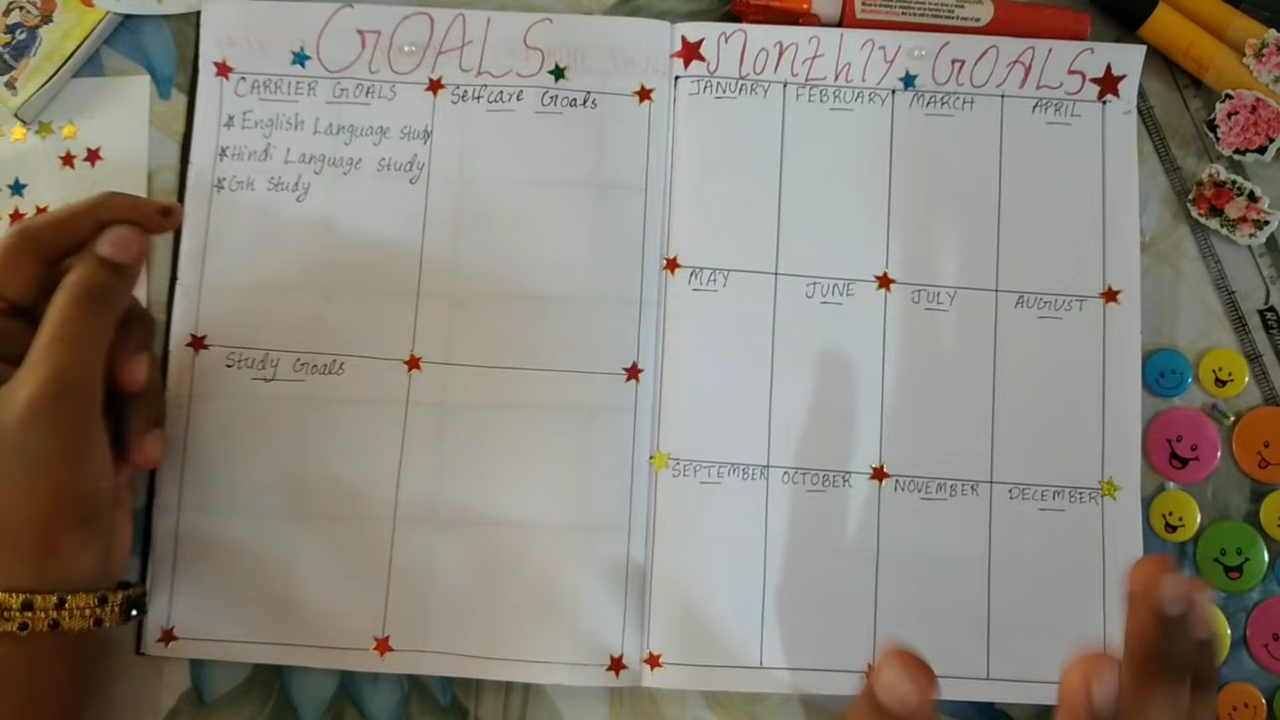 GOALS
CARRIER GOALS
* English Language study
* Hindi Language study
* GK Study
Selfcare Goals
Study Goals
Monthly GOALS
JANUARY
FEBRUARY
MARCH
APRIL
MAY
JUNE
JULY
AUGUST
SEPTEMBER
OCTOBER
NOVEMBER
DECEMBER